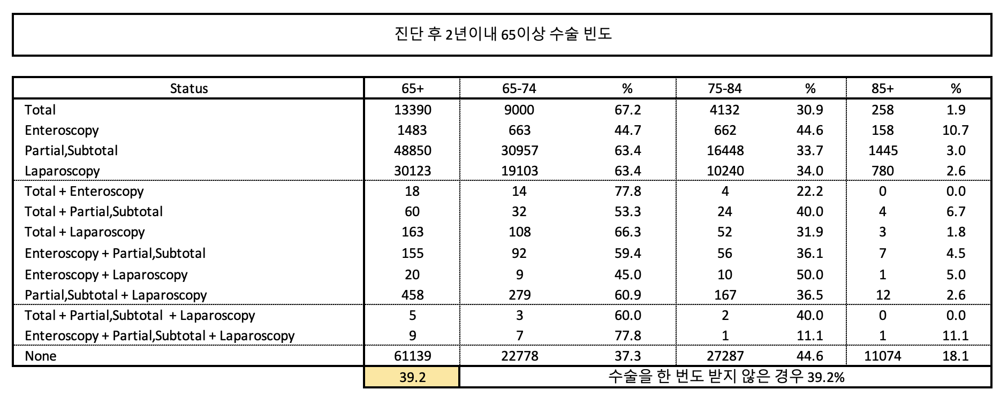 진단 후 2년이내 65이상 수술 빈도
Status 65+ 65-74 % 75-84 % 85+ %
Total 13390 9000 67.2 4132 30.9 258 1.9
Enteroscopy 1483 663 44.7 662 44.6 158 10.7
Partial,Subtotal 48850 30957 63.4 16448 33.7 1445 3.0
Laparoscopy 30123 19103 63.4 10240 34.0 780 2.6
Total + Enteroscopy 18 14 77.8 4 22.2 0 0.0
Total + Partial,Subtotal 60 32 53.3 24 40.0 4 6.7
Total + Laparoscopy 163 108 66.3 52 31.9 3 1.8
Enteroscopy + Partial,Subtotal 155 92 59.4 56 36.1 7 4.5
Enteroscopy + Laparoscopy 20 9 45.0 10 50.0 1 5.0
Partial,Subtotal + Laparoscopy 458 279 60.9 167 36.5 12 2.6
Total + Partial,Subtotal + Laparoscopy 5 3 60.0 2 40.0 0 0.0
Enteroscopy + Partial,Subtotal + Laparoscopy 9 7 77.8 1 11.1 1 11.1
None 61139 22778 37.3 27287 44.6 11074 18.1
39.2 수술을 한 번도 받지 않은 경우 39.2%